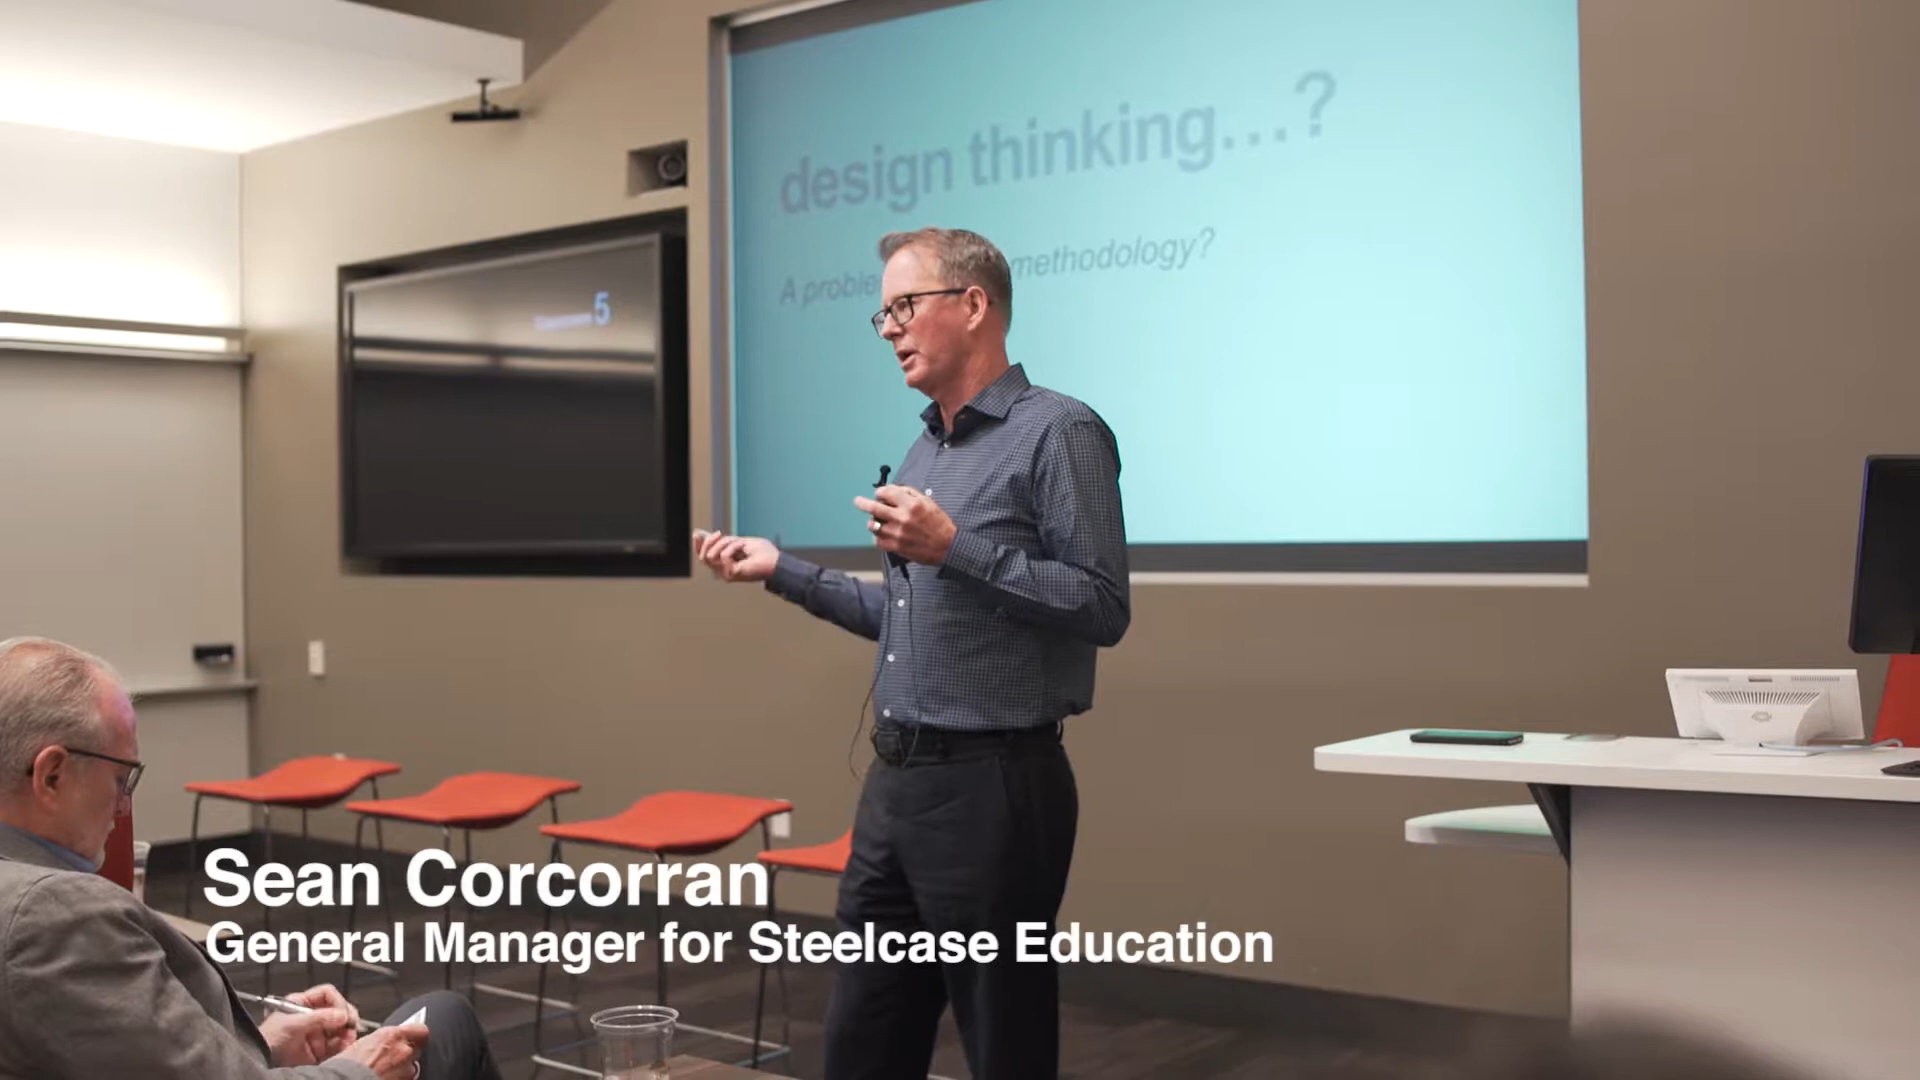 design thinking...?
A proble methodology?
5
Sean Corcorran
General Manager for Steelcase Education